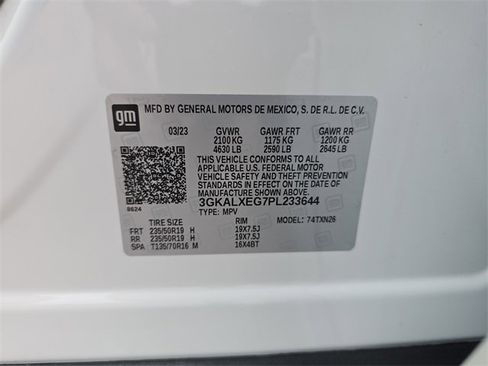 gm
MFD BY GENERAL MOTORS DE MEXICO, S. DE R.L. DE C.V.
03/23 GVWR GAWR FRT GAWR RR
2100 KG 1175 KG 1200 KG
4630 LB 2590 LB 2645 LB
THIS VEHICLE CONFORMS TO ALL
APPLICABLE U.S. FEDERAL MOTOR
VEHICLE SAFETY, BUMPER, AND
THEFT PREVENTION STANDARDS IN
EFFECT ON THE DATE OF
MANUFACTURE SHOWN ABOVE.
3GKALXEG7PL233644
8624 TYPE: MPV
TIRE SIZE RIM MODEL: 74TXN26
FRT 235/50R19 H 19X7.5J
RR 235/50R19 H 19X7.5J
SPA T135/70R16 M 16X4BT